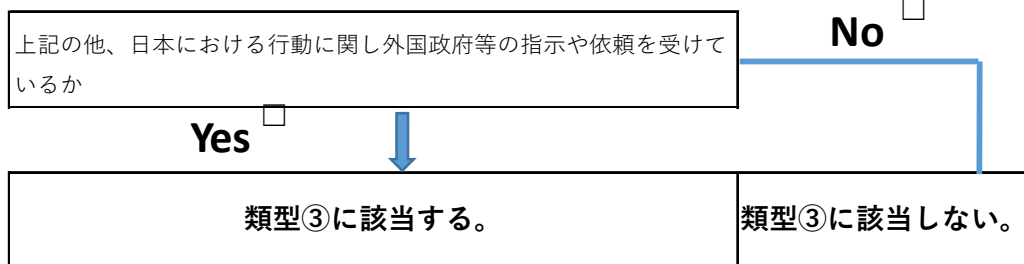 No □
上記の他、日本における行動に関し外国政府等の指示や依頼を受けて
いるか
Yes □
類型③に該当する。
類型③に該当しない。